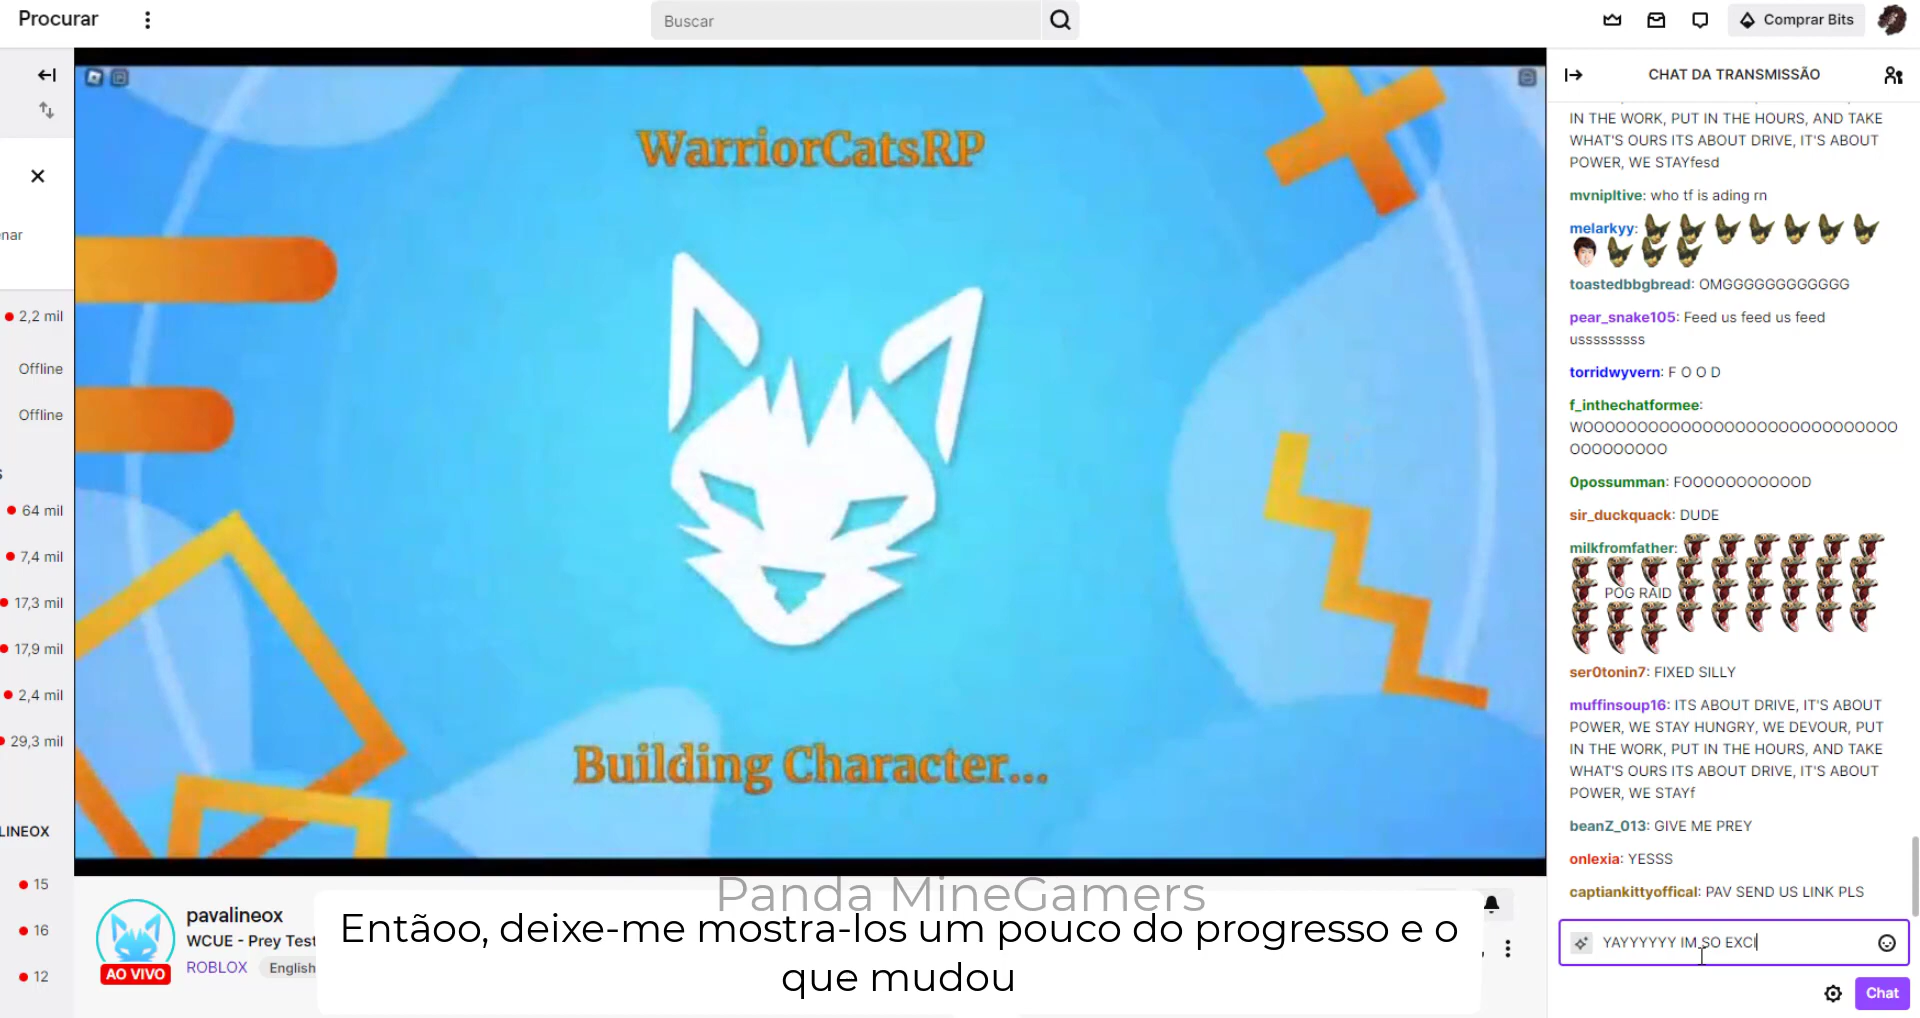 Procurar
Buscar
Comprar Bits
CHAT DA TRANSMISSÃO
enar
2,2 mil
Offline
Offline
S
64 mil
7,4 mil
17,3 mil
17,9 mil
2,4 mil
29,3 mil
LINEOX
15
16
12
WarriorCatsRP
Building Character...
IN THE WORK, PUT IN THE HOURS, AND TAKE
WHAT'S OURS ITS ABOUT DRIVE, IT'S ABOUT
POWER, WE STAYfesd
mvnipltive: who tf is ading rn
melarkyy:
toastedbbgbread: OMGGGGGGGGGGGG
pear_snake105: Feed us feed us feed
usssssssss
torridwyvern: F O O D
f_inthechatformee:
WOOOOOOOOOOOOOOOOOOOOOOOOOOOOO
OOOOOOOOO
0possumman: FOOOOOOOOOOOD
sir_duckquack: DUDE
milkfromfather:
POG RAID
ser0tonin7: FIXED SILLY
muffinsoup16: ITS ABOUT DRIVE, IT'S ABOUT
POWER, WE STAY HUNGRY, WE DEVOUR, PUT
IN THE WORK, PUT IN THE HOURS, AND TAKE
WHAT'S OURS ITS ABOUT DRIVE, IT'S ABOUT
POWER, WE STAYf
beanZ_013: GIVE ME PREY
onlexia: YESSS
captiankittyoffical: PAV SEND US LINK PLS
YAYYYYYY IM SO EXCI
Chat
pavalineox
WCUE - Prey Test
ROBLOX English
AO VIVO
Panda MineGamers
Entãoo, deixe-me mostra-los um pouco do progresso e o
que mudou